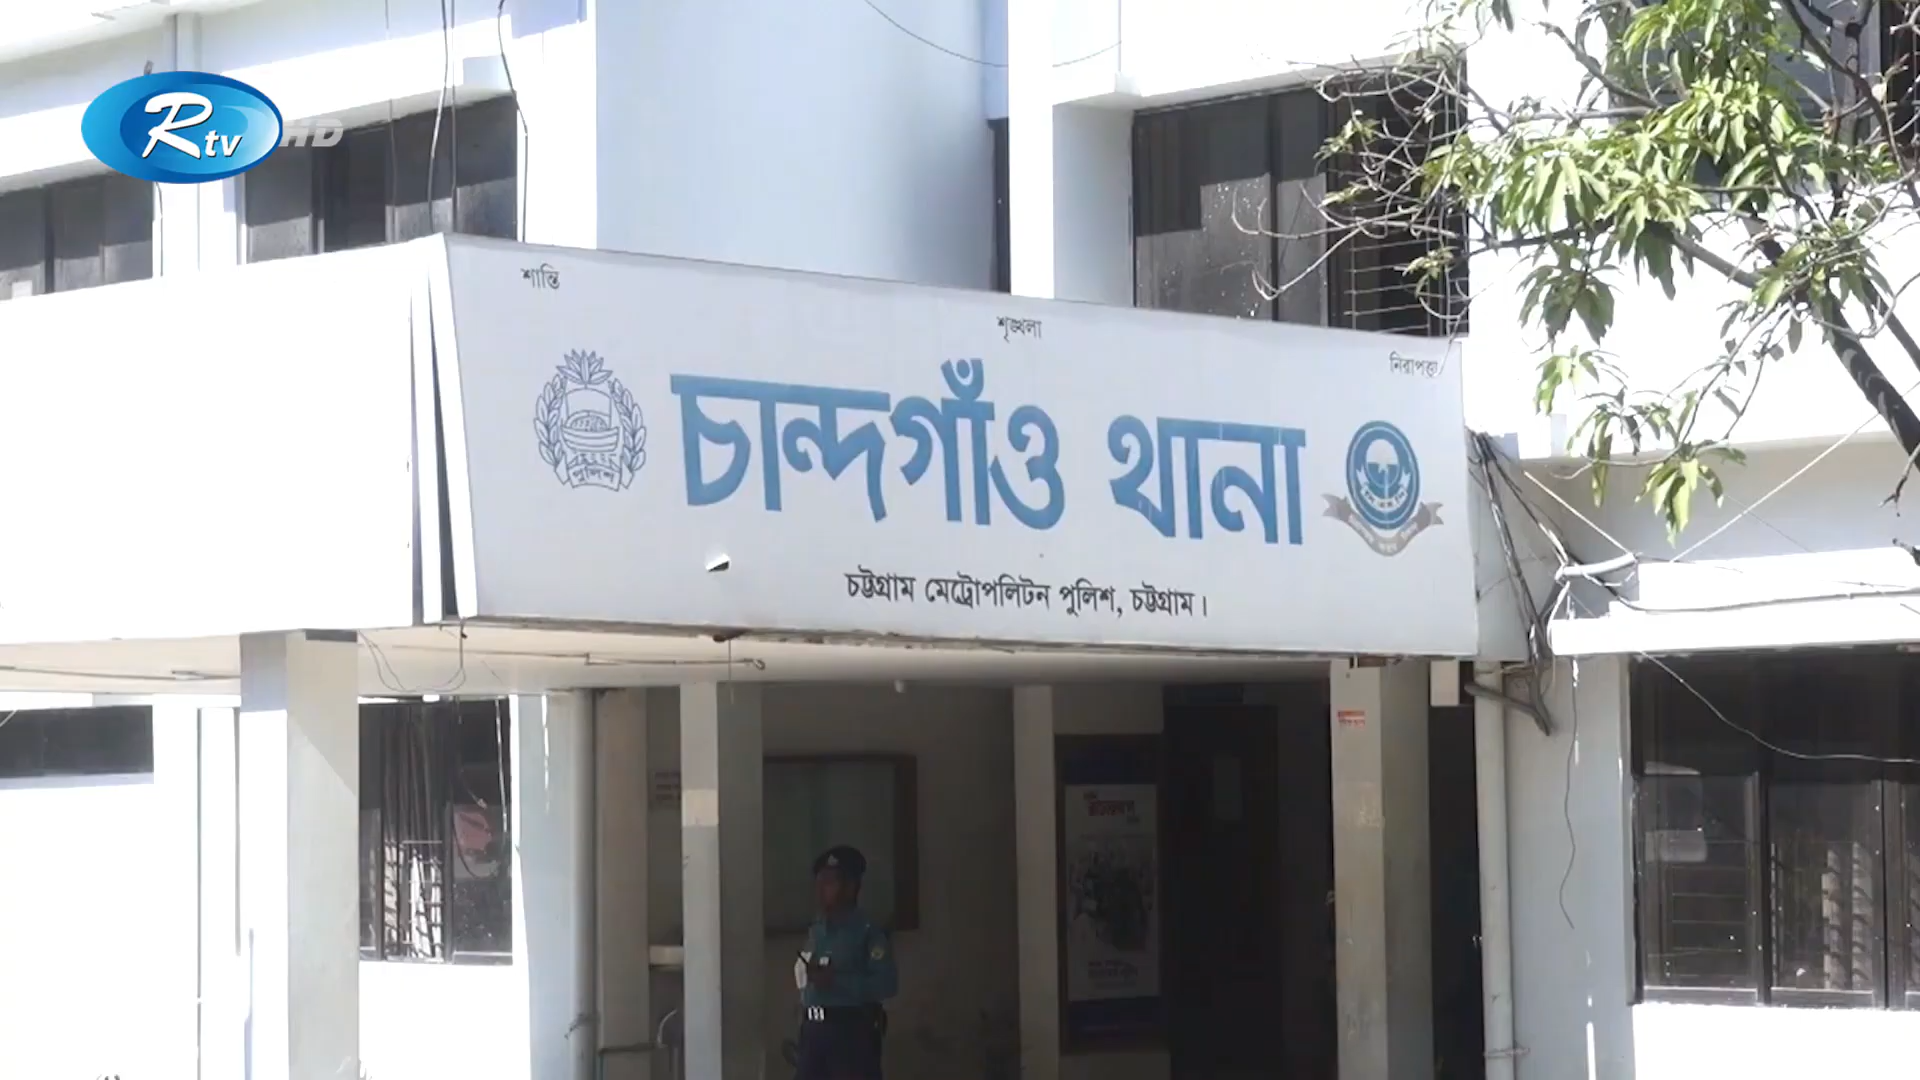 Rtv HD
শান্তি
শৃঙ্খলা
নিরাপত্তা
চান্দগাঁও থানা
পুলিশ
চট্টগ্রাম মেট্রোপলিটন পুলিশ, চট্টগ্রাম।